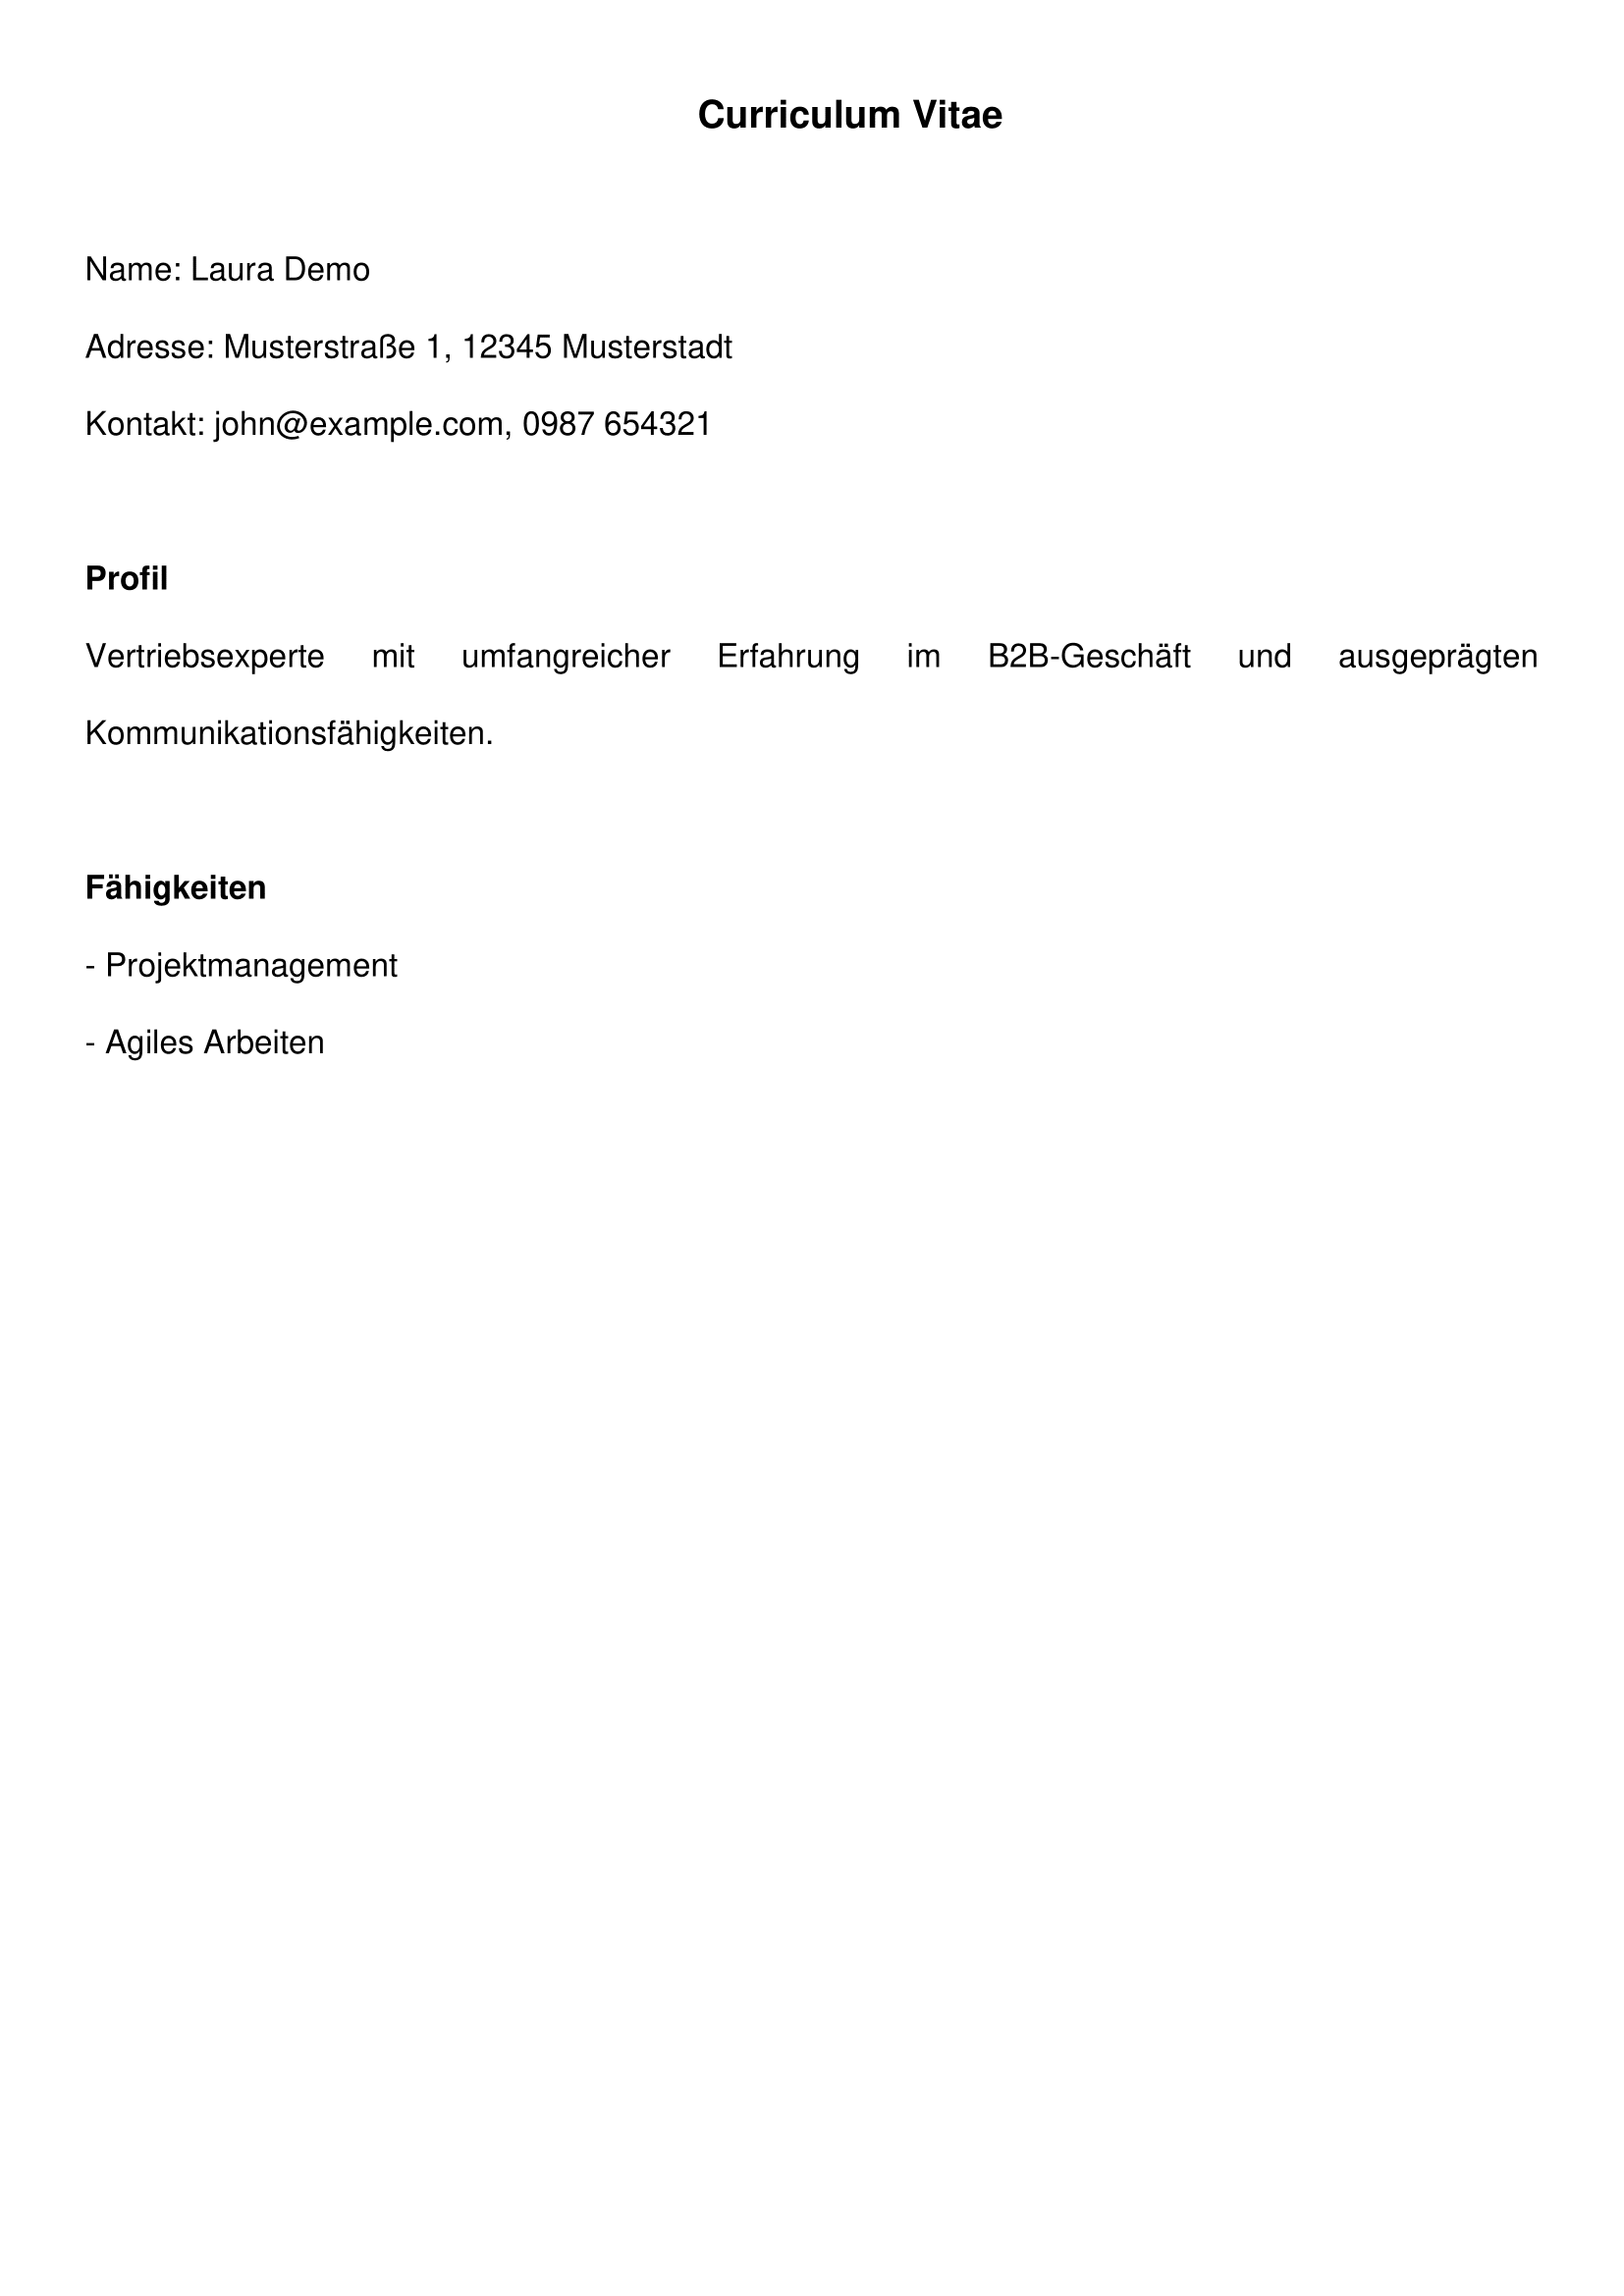 Curriculum Vitae
Name: Laura Demo
Adresse: Musterstraße 1, 12345 Musterstadt
Kontakt: john@example.com, 0987 654321
Profil
Vertriebsexperte mit umfangreicher Erfahrung im B2B-Geschäft und ausgeprägten
Kommunikationsfähigkeiten.
Fähigkeiten
- Projektmanagement
- Agiles Arbeiten